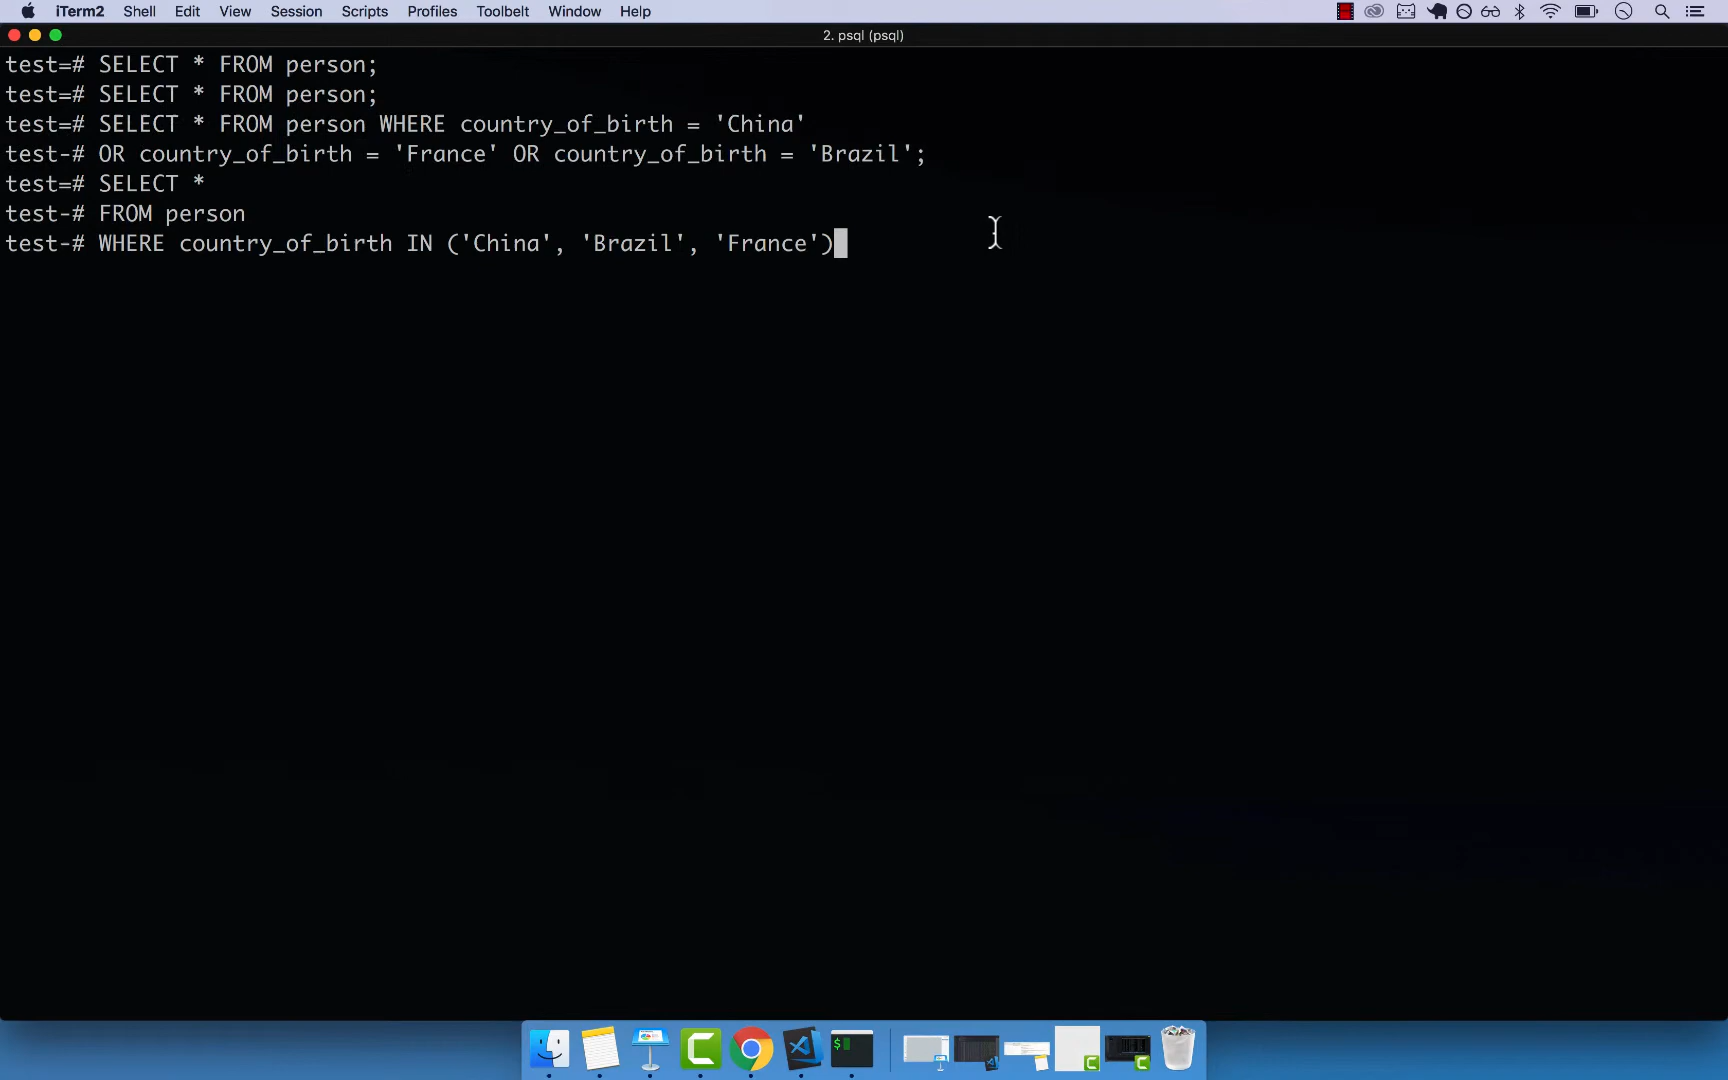 iTerm2 Shell Edit View Session Scripts Profiles Toolbelt Window Help
2. psql (psql)
test=# SELECT * FROM person;
test=# SELECT * FROM person;
test=# SELECT * FROM person WHERE country_of_birth = 'China'
test-# OR country_of_birth = 'France' OR country_of_birth = 'Brazil';
test=# SELECT *
test-# FROM person
test-# WHERE country_of_birth IN ('China', 'Brazil', 'France')